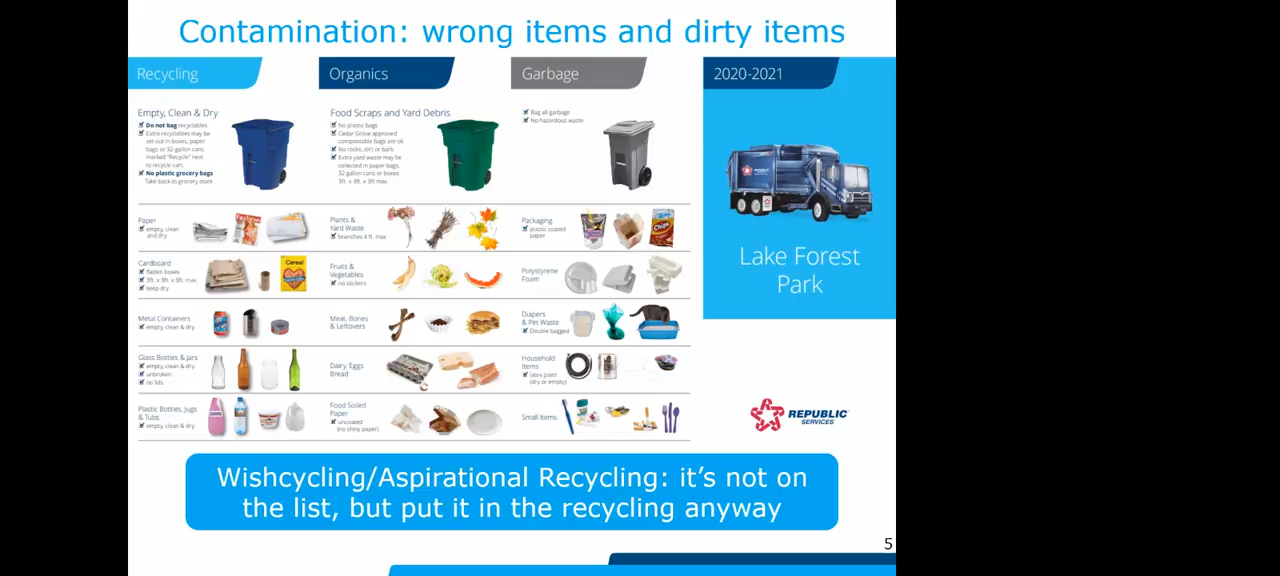 Contamination: wrong items and dirty items
Recycling
Empty, Clean & Dry
Do not bag recyclables
Extra recyclables may be
set out in boxes, paper
bags or 32-gallon cans
marked "Recycle" next
to recycle cart.
No plastic grocery bags
Take back to grocery store
Paper
empty, clean
and dry
Cardboard
flatten boxes
3ft. x 3ft. x 3ft. max.
keep dry
Cereal
Metal Containers
empty, clean & dry
Glass Bottles & Jars
empty, clean & dry
unbroken
no lids
Plastic Bottles, Jugs
& Tubs
empty, clean & dry
Organics
Food Scraps and Yard Debris
No plastic bags
Cedar Grove approved
compostable bags are ok
No rocks, dirt or bark
Extra yard waste may be
collected in paper bags,
32 gallon cans or boxes
3ft. x 3ft. x 3ft max.
Plants &
Yard Waste
branches 4 ft. max
Fruits &
Vegetables
no stickers
Meat, Bones
& Leftovers
Dairy, Eggs
Bread
Food Soiled
Paper
uncoated
(no shiny paper)
Garbage
Bag all garbage
No hazardous waste
Packaging
plastic coated
paper
Chips
Polystyrene
Foam
Diapers
& Pet Waste
Double bagged
Household
Items
latex paint
(dry or empty)
Small Items
2020-2021
REPUBLIC
Lake Forest
Park
REPUBLIC
SERVICES
Wishcycling/Aspirational Recycling: it's not on
the list, but put it in the recycling anyway
5